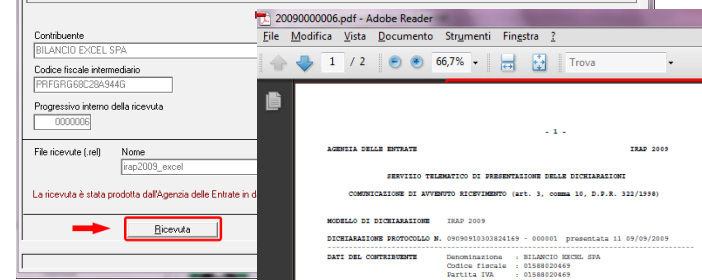 Contribuente
BILANCIO EXCEL SPA
Codice fiscale intermediario
PRFGRG68C28A944G
Progressivo interno della ricevuta
0000006
File ricevute (.rel)
Nome
irap2009_excel
La ricevuta è stata prodotta dall'Agenzia delle Entrate in d
Ricevuta
20090000006.pdf - Adobe Reader
File Modifica Vista Documento Strumenti Finestra ?
1 / 2 66,7% Trova
- 1 -
AGENZIA DELLE ENTRATE IRAP 2009
SERVIZIO TELEMATICO DI PRESENTAZIONE DELLE DICHIARAZIONI
COMUNICAZIONE DI AVVENUTO RICEVIMENTO (art. 3, comma 10, D.P.R. 322/1998)
MODELLO DI DICHIARAZIONE IRAP 2009
DICHIARAZIONE PROTOCOLLO N. 09090910303824169 - 000001 presentata il 09/09/2009
DATI DEL CONTRIBUENTE Denominazione : BILANCIO EXCEL SPA
Codice fiscale : 01588020469
Partita IVA : 01588020469